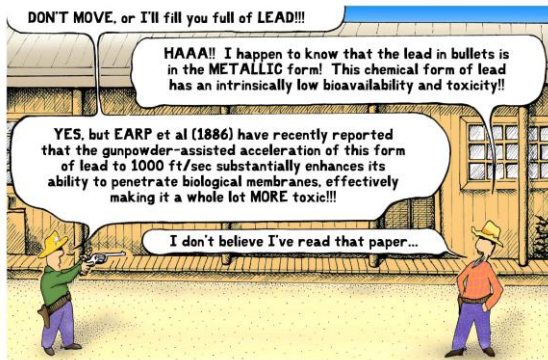 DON'T MOVE, or I'll fill you full of LEAD!!!
HAAA!! I happen to know that the lead in bullets is
in the METALLIC form! This chemical form of lead
has an intrinsically low bioavailability and toxicity!!
YES, but EARP et al (1886) have recently reported
that the gunpowder-assisted acceleration of this form
of lead to 1000 ft/sec substantially enhances its
ability to penetrate biological membranes, effectively
making it a whole lot MORE toxic!!!
I don't believe I've read that paper...